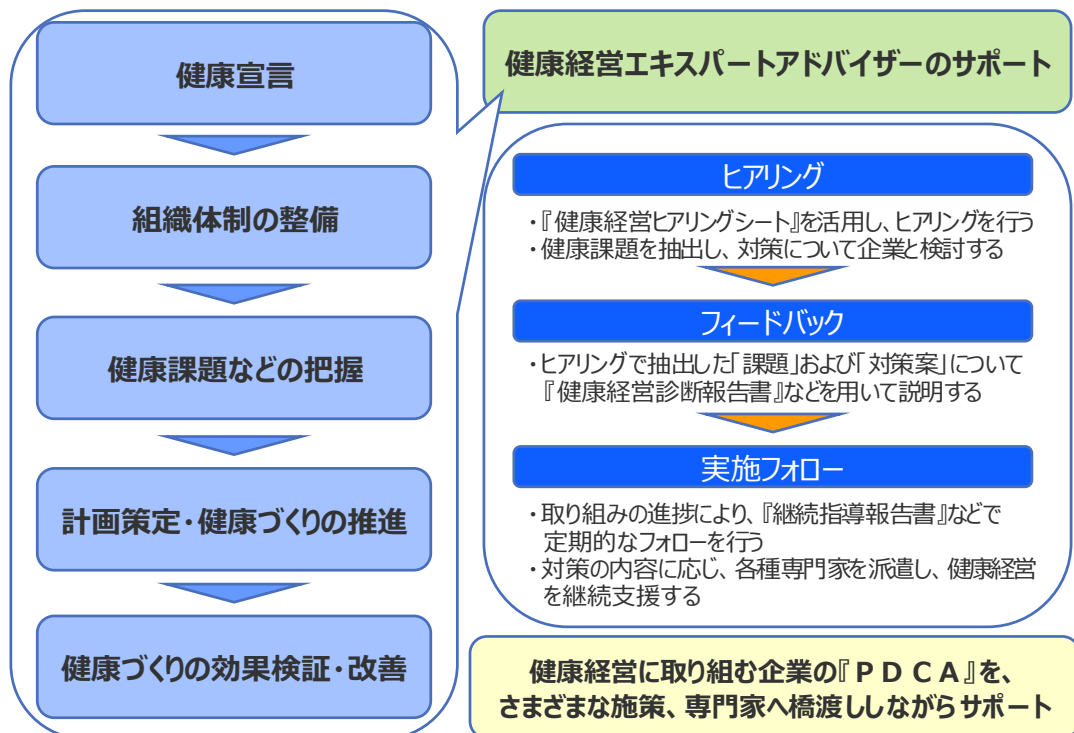 健康宣言
組織体制の整備
健康課題などの把握
計画策定・健康づくりの推進
健康づくりの効果検証・改善
健康経営エキスパートアドバイザーのサポート
ヒアリング
・『健康経営ヒアリングシート』を活用し、ヒアリングを行う
・健康課題を抽出し、対策について企業と検討する
フィードバック
・ヒアリングで抽出した「課題」および「対策案」について
『健康経営診断報告書』などを用いて説明する
実施フォロー
・取り組みの進捗により、『継続指導報告書』などで
定期的なフォローを行う
・対策の内容に応じ、各種専門家を派遣し、健康経営
を継続支援する
健康経営に取り組む企業の『ＰＤＣＡ』を、
さまざまな施策、専門家へ橋渡ししながらサポート